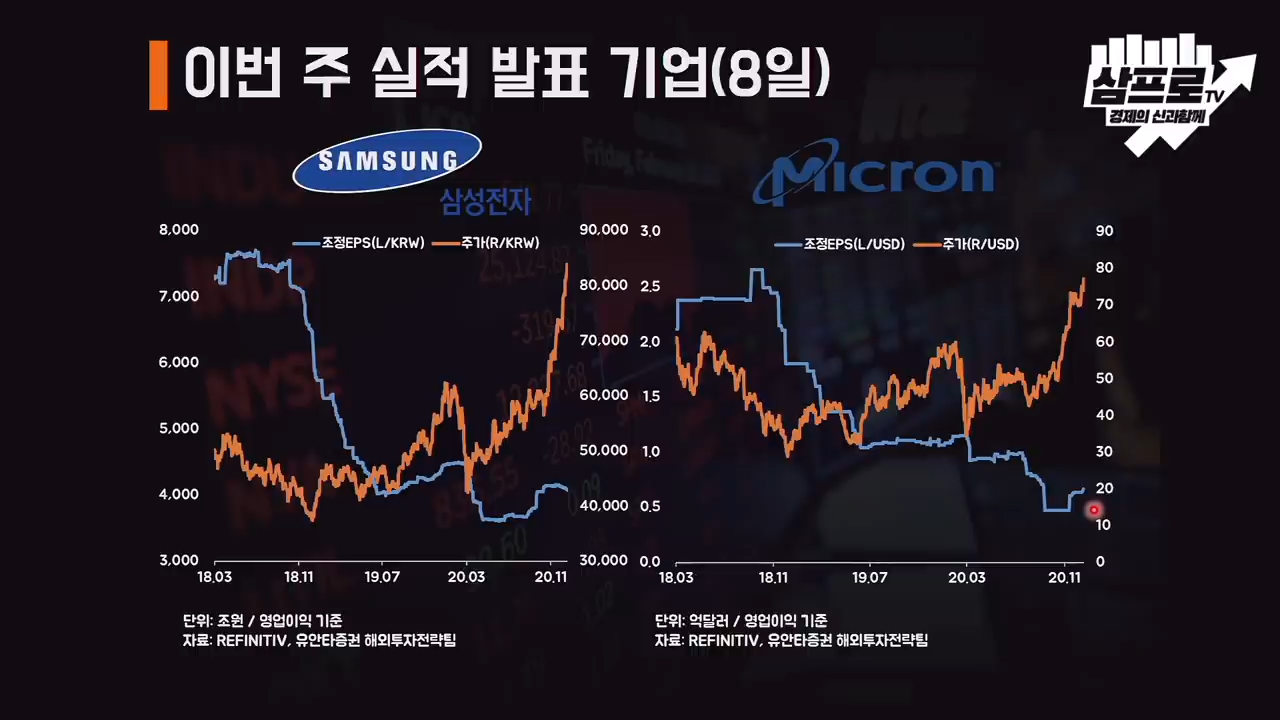 이번 주 실적 발표 기업(8일)
삼프로TV
경제의 신과함께
SAMSUNG
삼성전자
조정EPS(L/KRW) 주가(R/KRW)
8,000
7,000
6,000
5,000
4,000
3,000
90,000
80,000
70,000
60,000
50,000
40,000
30,000
18.03 18.11 19.07 20.03 20.11
단위: 조원 / 영업이익 기준
자료: REFINITIV, 유안타증권 해외투자전략팀
Micron
조정EPS(L/USD) 주가(R/USD)
3.0
2.5
2.0
1.5
1.0
0.5
0.0
90
80
70
60
50
40
30
20
10
0
18.03 18.11 19.07 20.03 20.11
단위: 억달러 / 영업이익 기준
자료: REFINITIV, 유안타증권 해외투자전략팀
NYSE